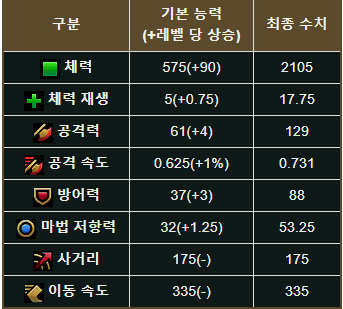 구분 기본 능력 최종 수치
(+레벨 당 상승)
체력 575(+90) 2105
체력 재생 5(+0.75) 17.75
공격력 61(+4) 129
공격 속도 0.625(+1%) 0.731
방어력 37(+3) 88
마법 저항력 32(+1.25) 53.25
사거리 175(-) 175
이동 속도 335(-) 335